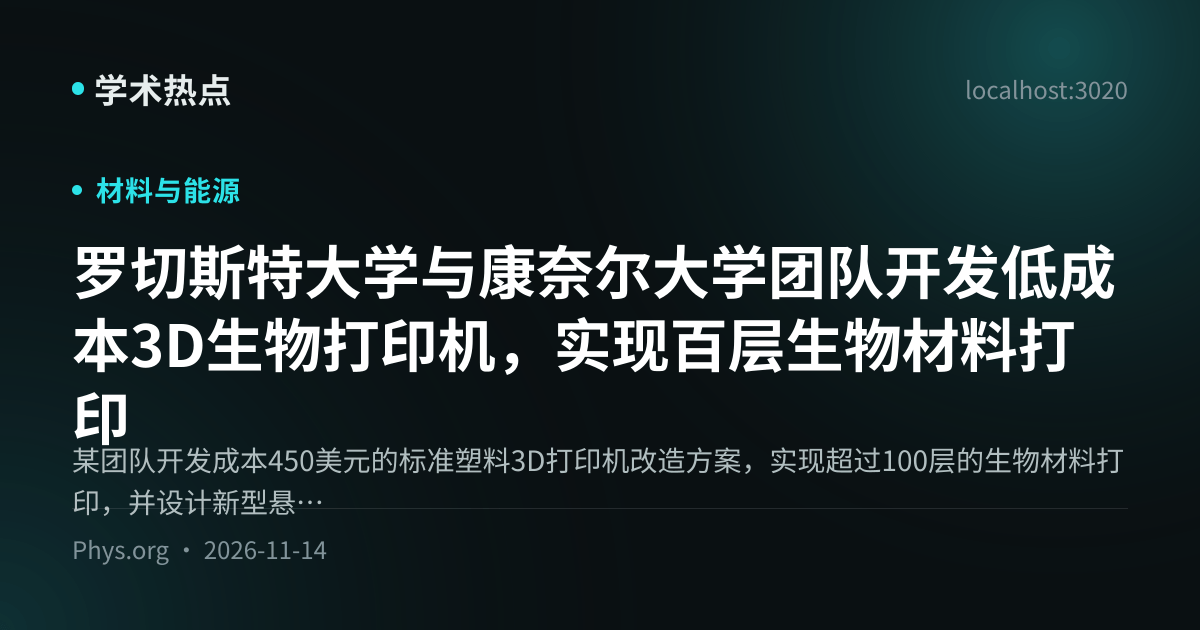 学术热点
localhost:3020
材料与能源
罗切斯特大学与康奈尔大学团队开发低成
本3D生物打印机，实现百层生物材料打
印
某团队开发成本450美元的标准塑料3D打印机改造方案，实现超过100层的生物材料打
印，并设计新型悬…
Phys.org · 2026-11-14